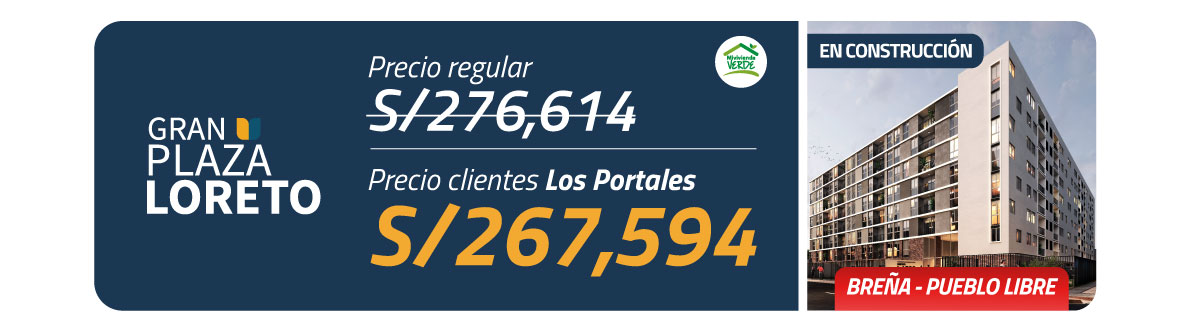 GRAN
PLAZA
LORETO
Precio regular
S/276,614
Mivivienda
VERDE
Precio clientes Los Portales
S/267,594
EN CONSTRUCCIÓN
BREÑA - PUEBLO LIBRE